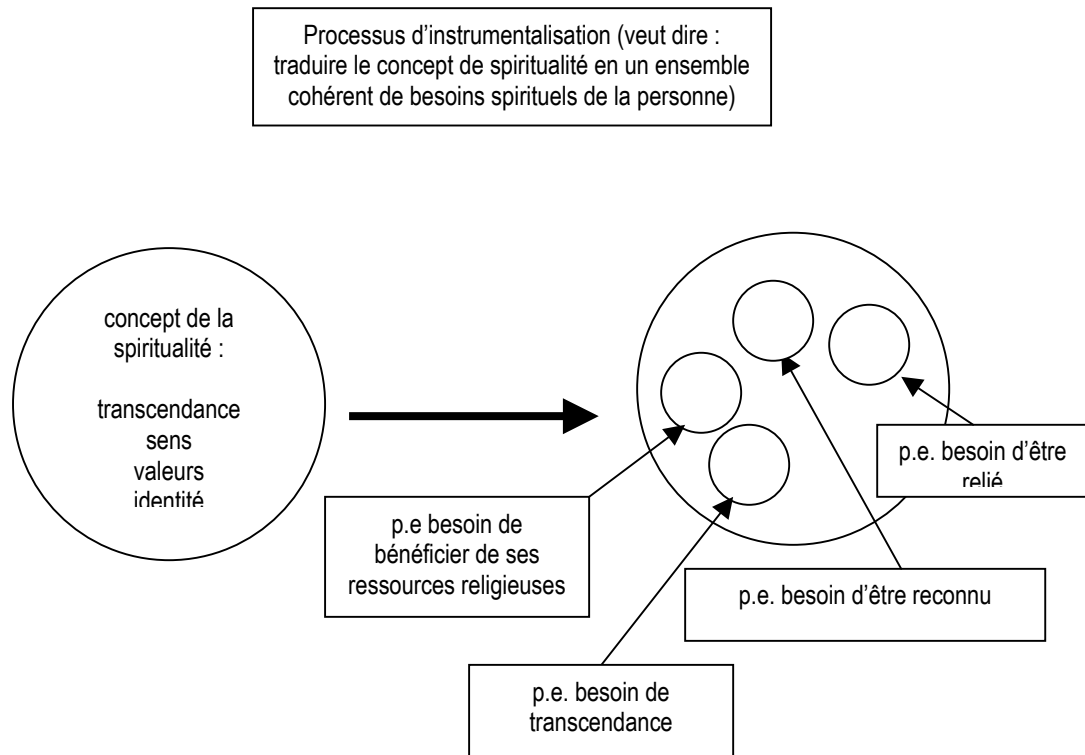 Processus d’instrumentalisation (veut dire :
traduire le concept de spiritualité en un ensemble
cohérent de besoins spirituels de la personne)
concept de la
spiritualité :
transcendance
sens
valeurs
identité
p.e. besoin d’être
relié
p.e besoin de
bénéficier de ses
ressources religieuses
p.e. besoin d’être reconnu
p.e. besoin de
transcendance